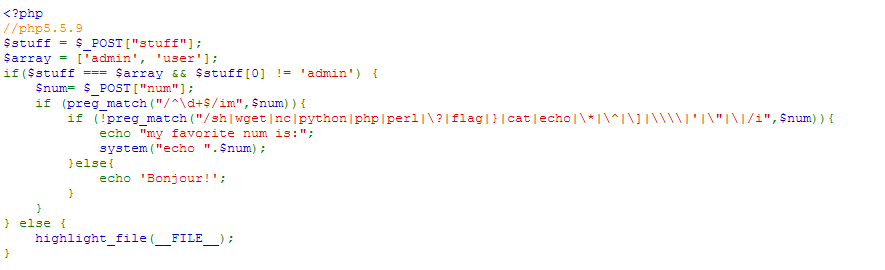 <?php
//php5.5.9
$stuff = $_POST["stuff"];
$array = ['admin', 'user'];
if($stuff === $array && $stuff[0] != 'admin') {
    $num= $_POST["num"];
    if (preg_match("/^\d+$/im",$num)){
        if (!preg_match("/sh|wget|nc|python|php|perl|\?|flag|}|cat|echo|\*|\^|\]|\\\\|'|\"|\|/i",$num)){
            echo "my favorite num is:";
            system("echo ".$num);
        }else{
            echo 'Bonjour!';
        }
    }
} else {
    highlight_file(__FILE__);
}